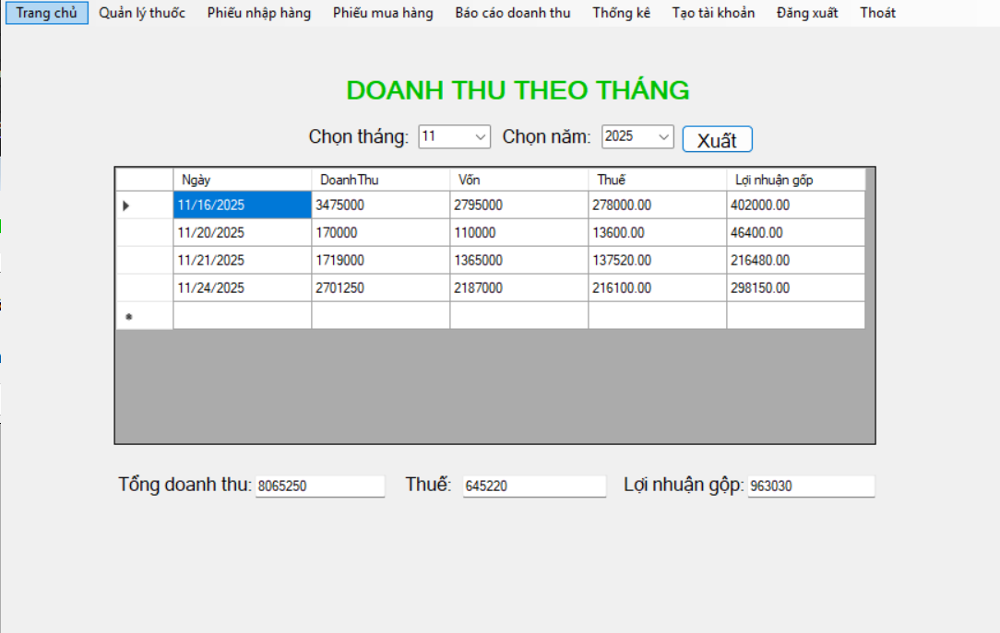 Trang chủ Quản lý thuốc Phiếu nhập hàng Phiếu mua hàng Báo cáo doanh thu Thống kê Tạo tài khoản Đăng xuất Thoát
DOANH THU THEO THÁNG
Chọn tháng: 11 Chọn năm: 2025 Xuất
Ngày DoanhThu Vốn Thuế Lợi nhuận gốp
11/16/2025 3475000 2795000 278000.00 402000.00
11/20/2025 170000 110000 13600.00 46400.00
11/21/2025 1719000 1365000 137520.00 216480.00
11/24/2025 2701250 2187000 216100.00 298150.00
Tổng doanh thu: 8065250 Thuế: 645220 Lợi nhuận gộp: 963030